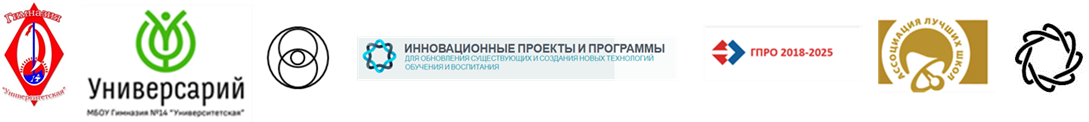 Гимназия
14
"Университетская"
Универсарий
МБОУ Гимназия №14 "Университетская"
ИННОВАЦИОННЫЕ ПРОЕКТЫ И ПРОГРАММЫ
ДЛЯ ОБНОВЛЕНИЯ СУЩЕСТВУЮЩИХ И СОЗДАНИЯ НОВЫХ ТЕХНОЛОГИЙ
ОБУЧЕНИЯ И ВОСПИТАНИЯ
ГПРО 2018-2025
АССОЦИАЦИЯ ЛУЧШИХ ШКОЛ